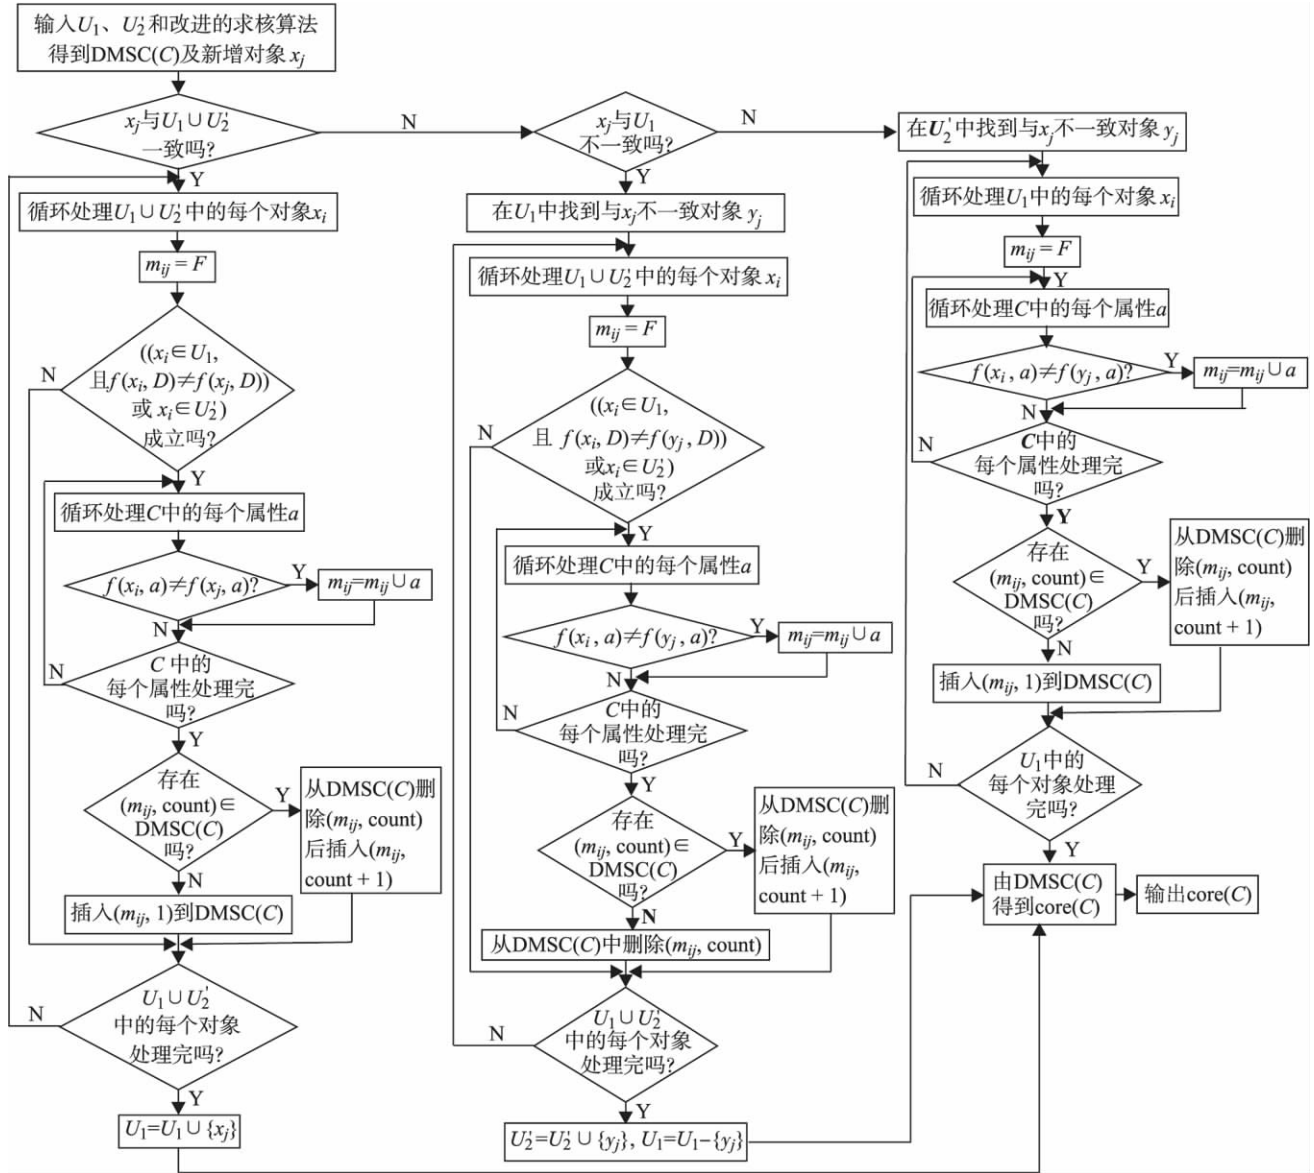 输入U₁、U₂′和改进的求核算法
得到DMSC(C)及新增对象 xⱼ
xⱼ与U₁∪U₂′
一致吗?
N
Y
循环处理U₁∪U₂′中的每个对象xᵢ
mᵢⱼ = F
((xᵢ∈U₁,
且f(xᵢ, D)≠f(xⱼ, D))
或 xᵢ∈U₂′)
成立吗?
N
Y
循环处理C中的每个属性a
f(xᵢ, a)≠f(xⱼ, a)?
Y
mᵢⱼ=mᵢⱼ∪a
N
C 中的
每个属性处理完
吗?
N
Y
存在
(mᵢⱼ, count)∈
DMSC(C)
吗?
Y
从DMSC(C)删
除(mᵢⱼ, count)
后插入(mᵢⱼ,
count + 1)
N
插入(mᵢⱼ, 1)到DMSC(C)
U₁∪U₂′
中的每个对象
处理完吗?
N
Y
U₁=U₁∪{xⱼ}
xⱼ与U₁
不一致吗?
N
Y
在U₁中找到与xⱼ不一致对象 yⱼ
循环处理U₁∪U₂′中的每个对象 xᵢ
mᵢⱼ = F
((xᵢ∈U₁,
且 f(xᵢ, D)≠f(yⱼ, D))
或xᵢ∈U₂′)
成立吗?
N
Y
循环处理C中的每个属性a
f(xᵢ, a)≠f(yⱼ, a)?
Y
mᵢⱼ=mᵢⱼ∪a
N
C中的
每个属性处理完
吗?
N
Y
存在
(mᵢⱼ, count)∈
DMSC(C)
吗?
Y
从DMSC(C)删
除(mᵢⱼ, count)
后插入(mᵢⱼ,
count + 1)
N
从DMSC(C)中删除(mᵢⱼ, count)
U₁∪U₂′
中的每个对象
处理完吗?
N
Y
U₂′=U₂′∪{yⱼ}, U₁=U₁−{yⱼ}
在U₂′中找到与xⱼ不一致对象 yⱼ
Y
循环处理U₁中的每个对象 xᵢ
mᵢⱼ = F
Y
循环处理C中的每个属性a
f(xᵢ, a)≠f(yⱼ, a)?
Y
mᵢⱼ=mᵢⱼ∪a
N
C中的
每个属性处理完
吗?
N
Y
存在
(mᵢⱼ, count)∈
DMSC(C)
吗?
Y
从DMSC(C)删
除(mᵢⱼ, count)
后插入(mᵢⱼ,
count + 1)
N
插入(mᵢⱼ, 1)到DMSC(C)
U₁中的
每个对象处理
完吗?
N
Y
由DMSC(C)
得到core(C)
输出core(C)